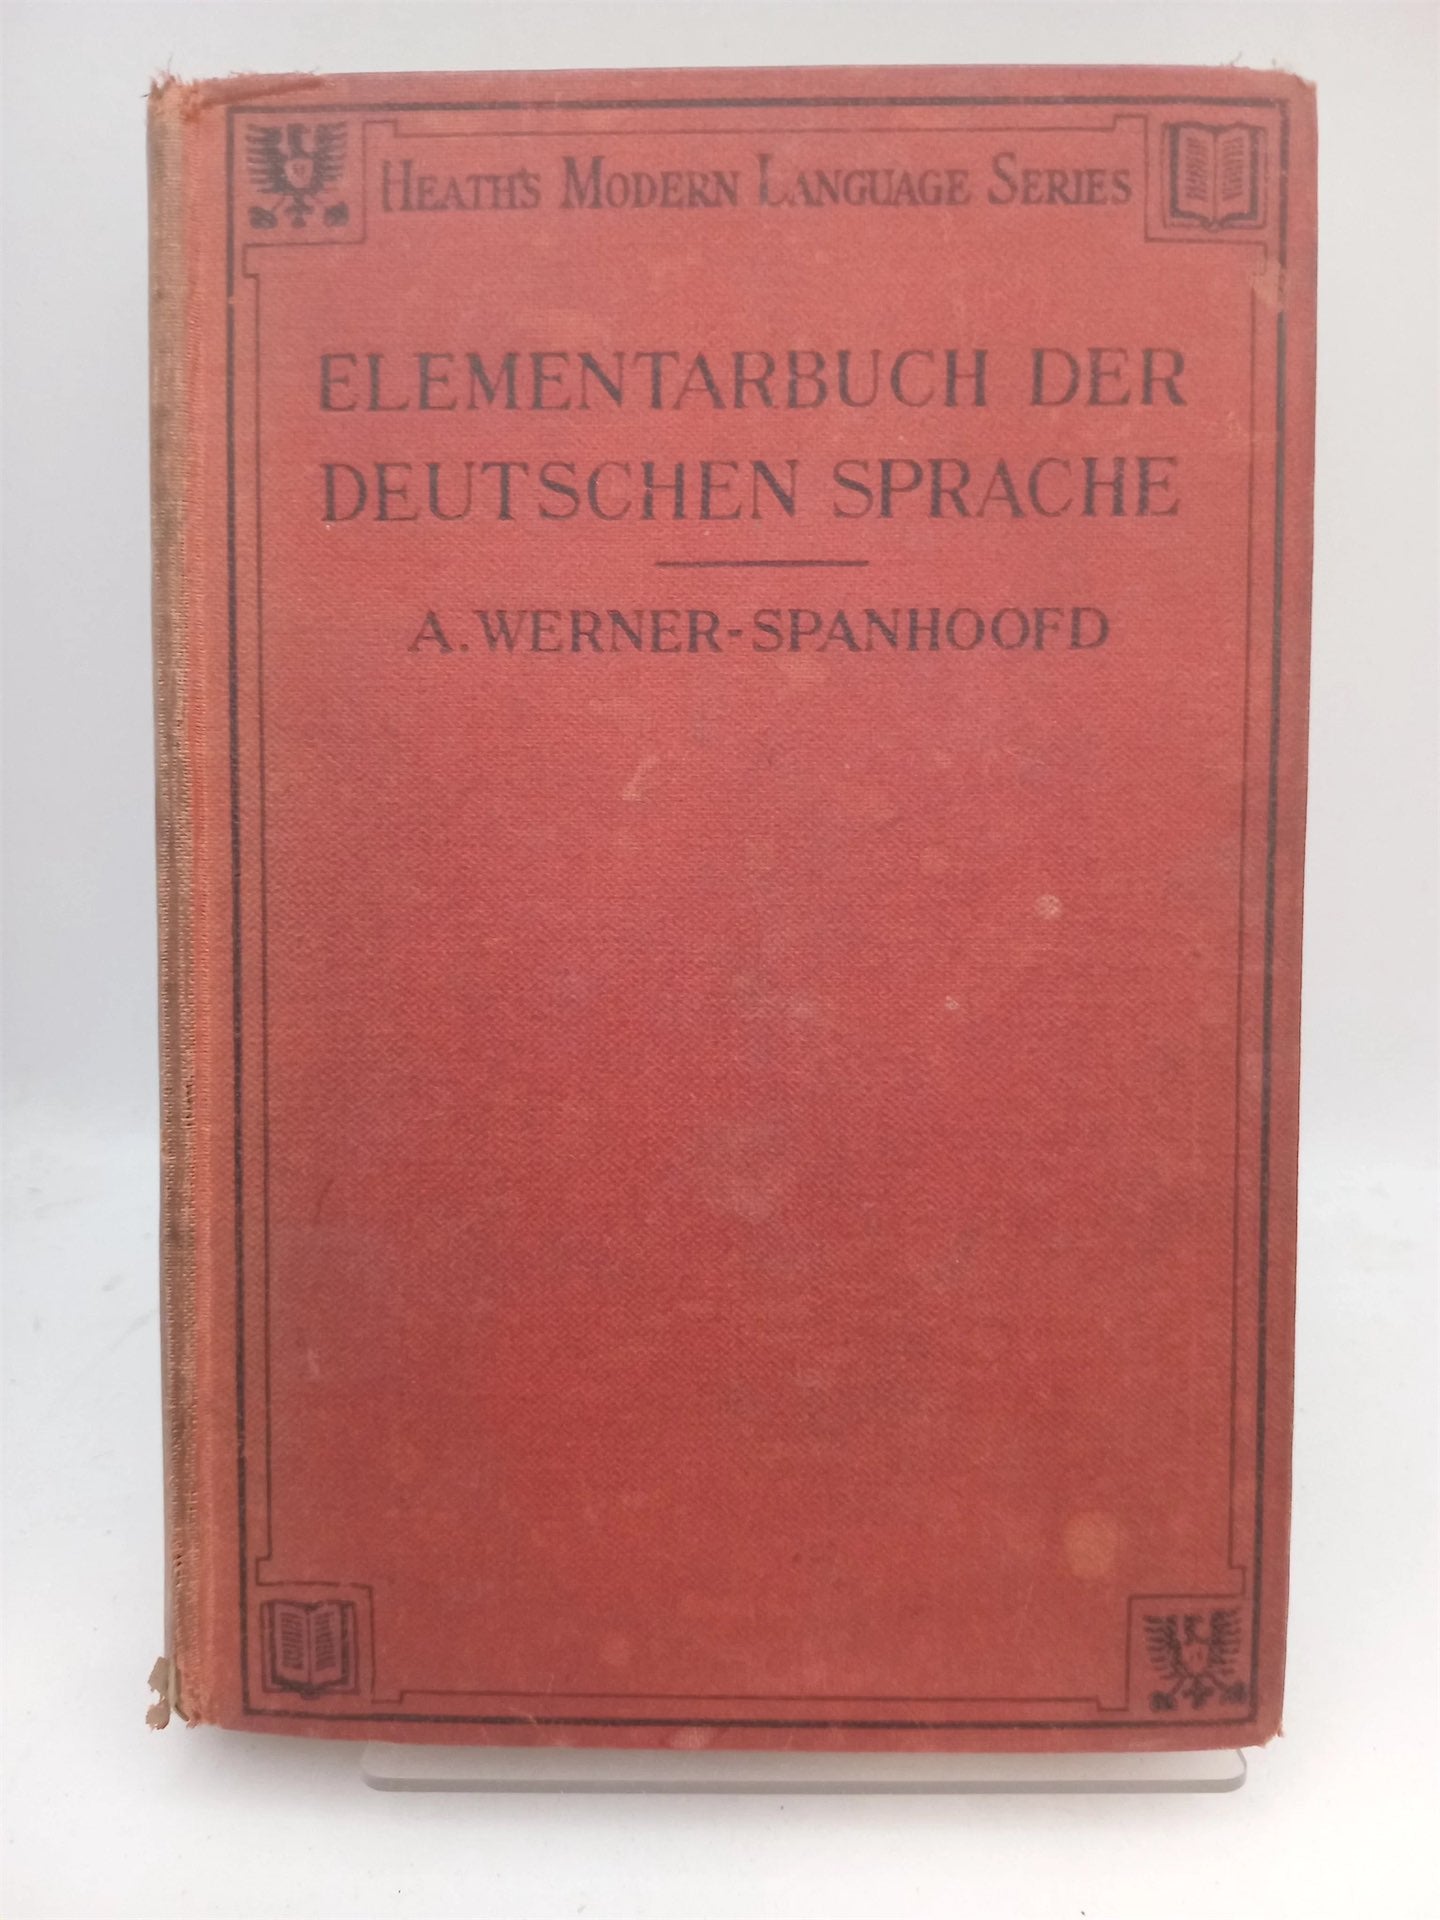 HEATH'S MODERN LANGUAGE SERIES
ELEMENTARBUCH DER
DEUTSCHEN SPRACHE
A. WERNER-SPANHOOFD